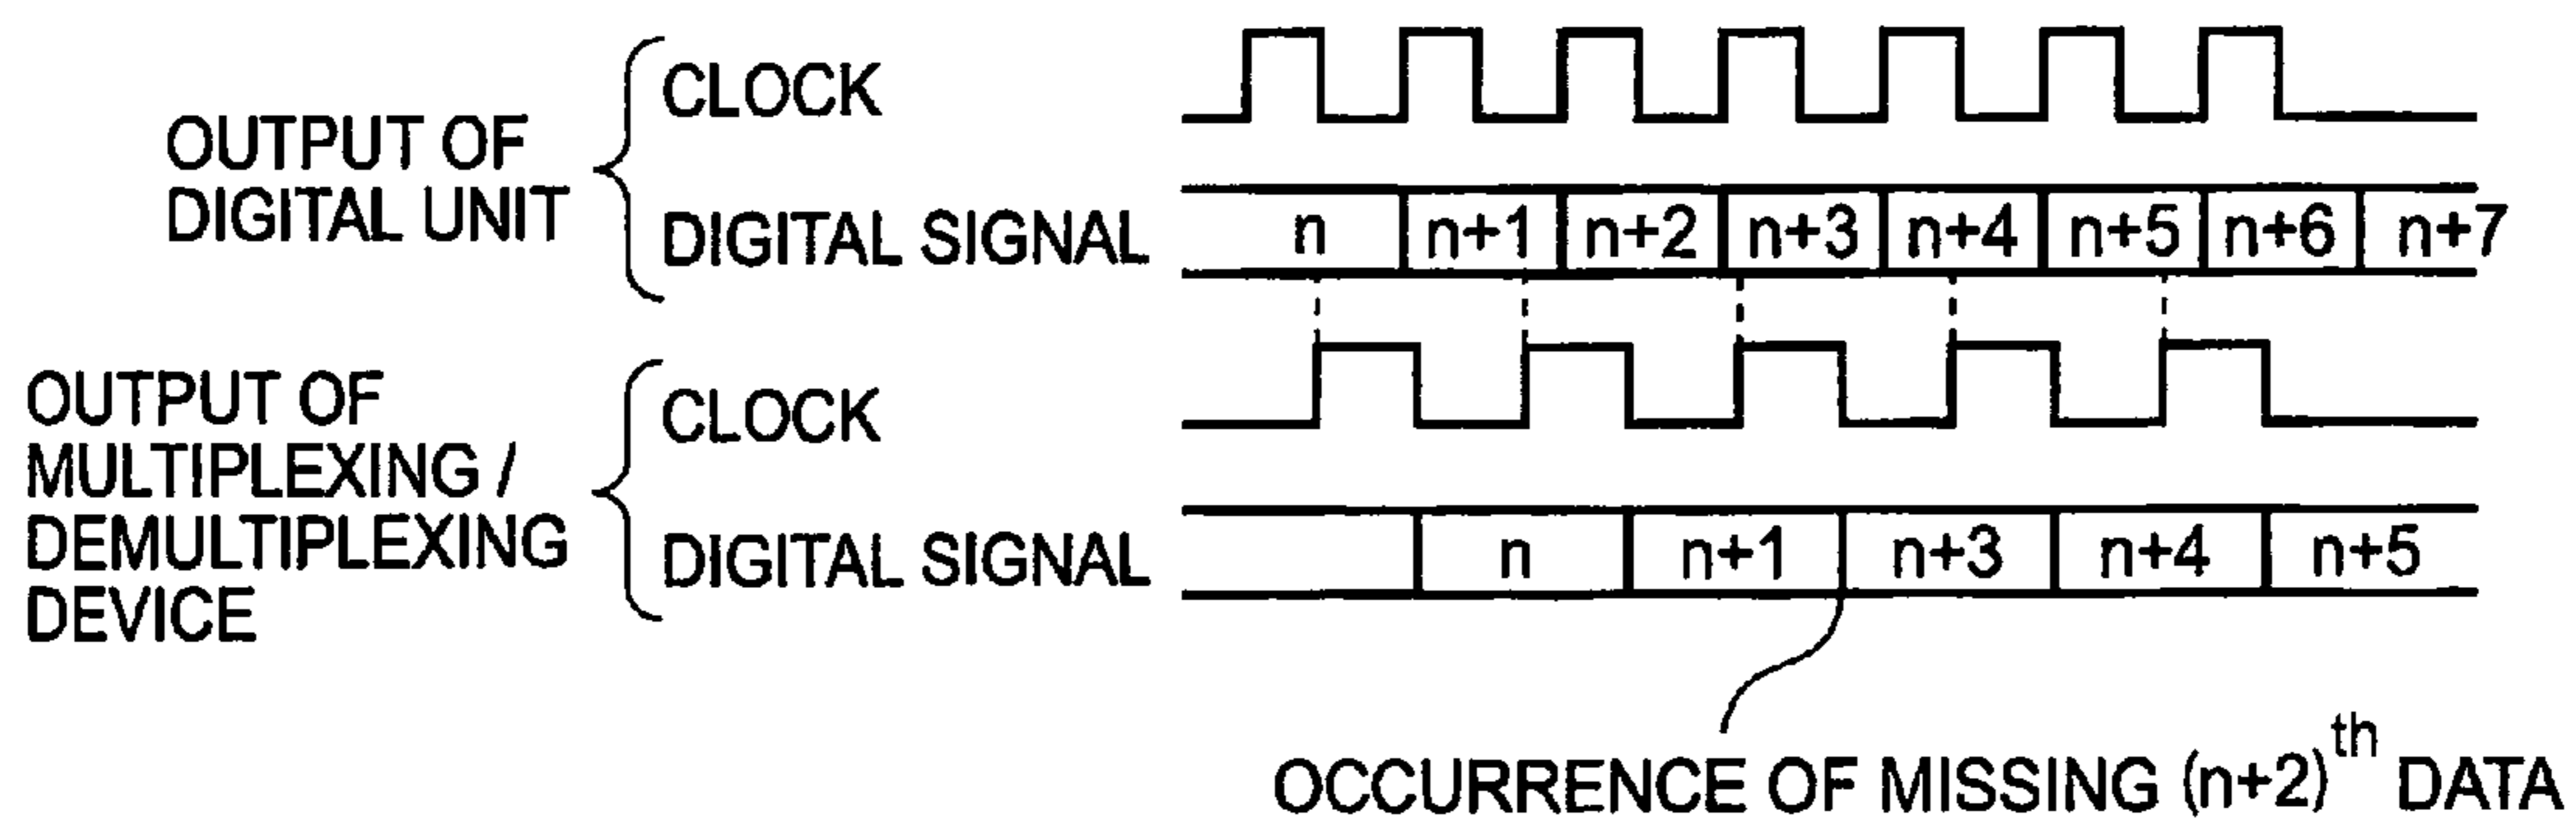 OUTPUT OF
DIGITAL UNIT
CLOCK
DIGITAL SIGNAL
n n+1 n+2 n+3 n+4 n+5 n+6 n+7
OUTPUT OF
MULTIPLEXING /
DEMULTIPLEXING
DEVICE
CLOCK
DIGITAL SIGNAL
n n+1 n+3 n+4 n+5
OCCURRENCE OF MISSING (n+2)th DATA